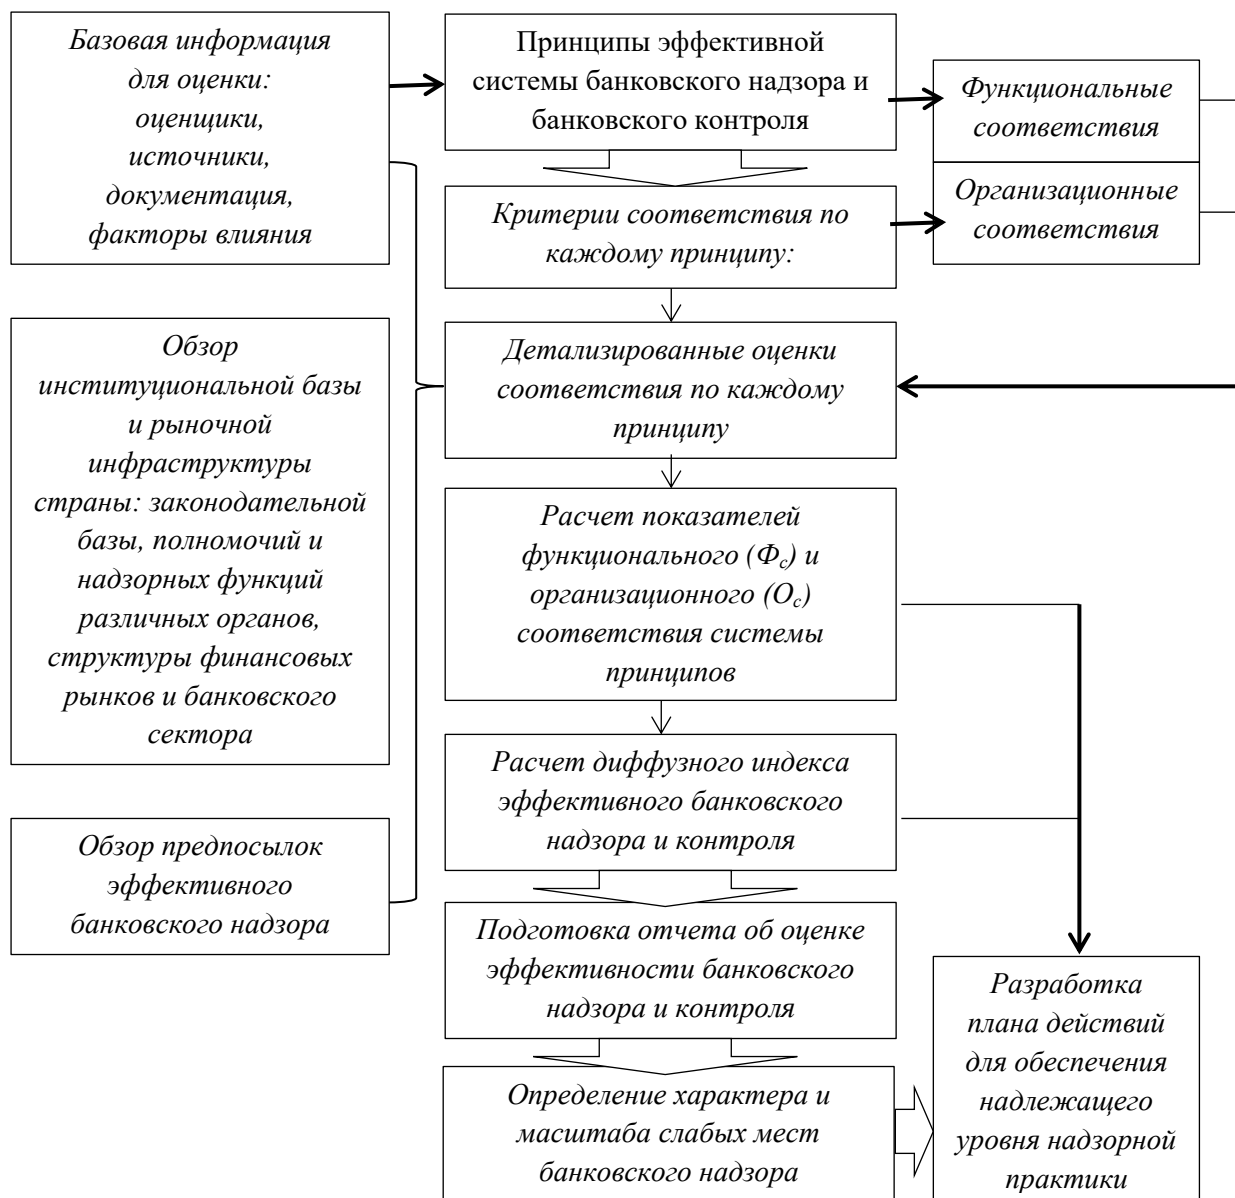 Базовая информация
для оценки:
оценщики,
источники,
документация,
факторы влияния
Обзор
институциональной базы
и рыночной
инфраструктуры
страны: законодательной
базы, полномочий и
надзорных функций
различных органов,
структуры финансовых
рынков и банковского
сектора
Обзор предпосылок
эффективного
банковского надзора
Принципы эффективной
системы банковского надзора и
банковского контроля
Критерии соответствия по
каждому принципу:
Детализированные оценки
соответствия по каждому
принципу
Расчет показателей
функционального (Фс) и
организационного (Ос)
соответствия системы
принципов
Расчет диффузного индекса
эффективного банковского
надзора и контроля
Подготовка отчета об оценке
эффективности банковского
надзора и контроля
Определение характера и
масштаба слабых мест
банковского надзора
Функциональные
соответствия
Организационные
соответствия
Разработка
плана действий
для обеспечения
надлежащего
уровня надзорной
практики